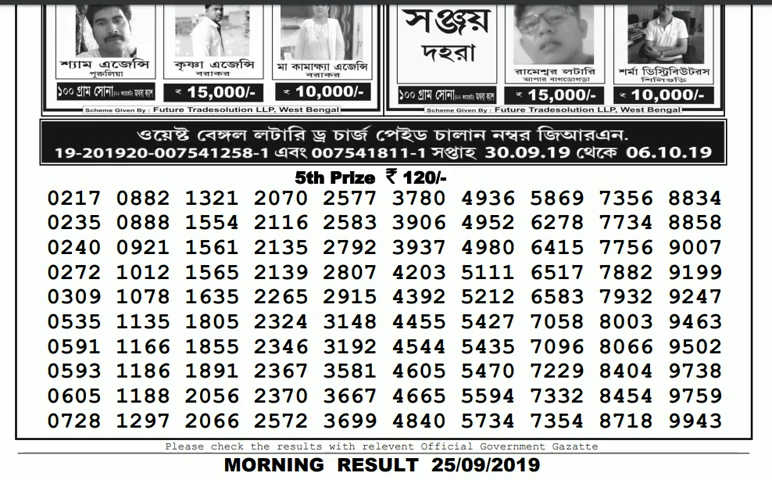 সঞ্জয়
দহরা
শ্যাম এজেন্সি
পুরুলিয়া
কৃষ্ণা এজেন্সি
বরাকর
মা কামাক্ষ্যা এজেন্সি
বরাকর
রামেশ্বর লটারি
আপার বাগডোগরা
শর্মা ডিস্ট্রিবিউটরস
শিলিগুড়ি
১০০ গ্রাম সোনা
₹ 15,000/-
₹ 10,000/-
১০০ গ্রাম সোনা
₹ 15,000/-
₹ 10,000/-
Scheme Given By : Future Tradesolution LLP, West Bengal
Scheme Given By : Future Tradesolution LLP, West Bengal
ওয়েষ্ট বেঙ্গল লটারি ড্র চার্জ পেইড চালান নম্বর জিআরএন.
19-201920-007541258-1 এবং 007541811-1 সপ্তাহ 30.09.19 থেকে 06.10.19
5th Prize ₹ 120/-
0217 0882 1321 2070 2577 3780 4936 5869 7356 8834
0235 0888 1554 2116 2583 3906 4952 6278 7734 8858
0240 0921 1561 2135 2792 3937 4980 6415 7756 9007
0272 1012 1565 2139 2807 4203 5111 6517 7882 9199
0309 1078 1635 2265 2915 4392 5212 6583 7932 9247
0535 1135 1805 2324 3148 4455 5427 7058 8003 9463
0591 1166 1855 2346 3192 4544 5435 7096 8066 9502
0593 1186 1891 2367 3581 4605 5470 7229 8404 9738
0605 1188 2056 2370 3667 4665 5594 7332 8454 9759
0728 1297 2066 2572 3699 4840 5734 7354 8718 9943
Please check the results with relevent Official Government Gazatte
MORNING RESULT 25/09/2019